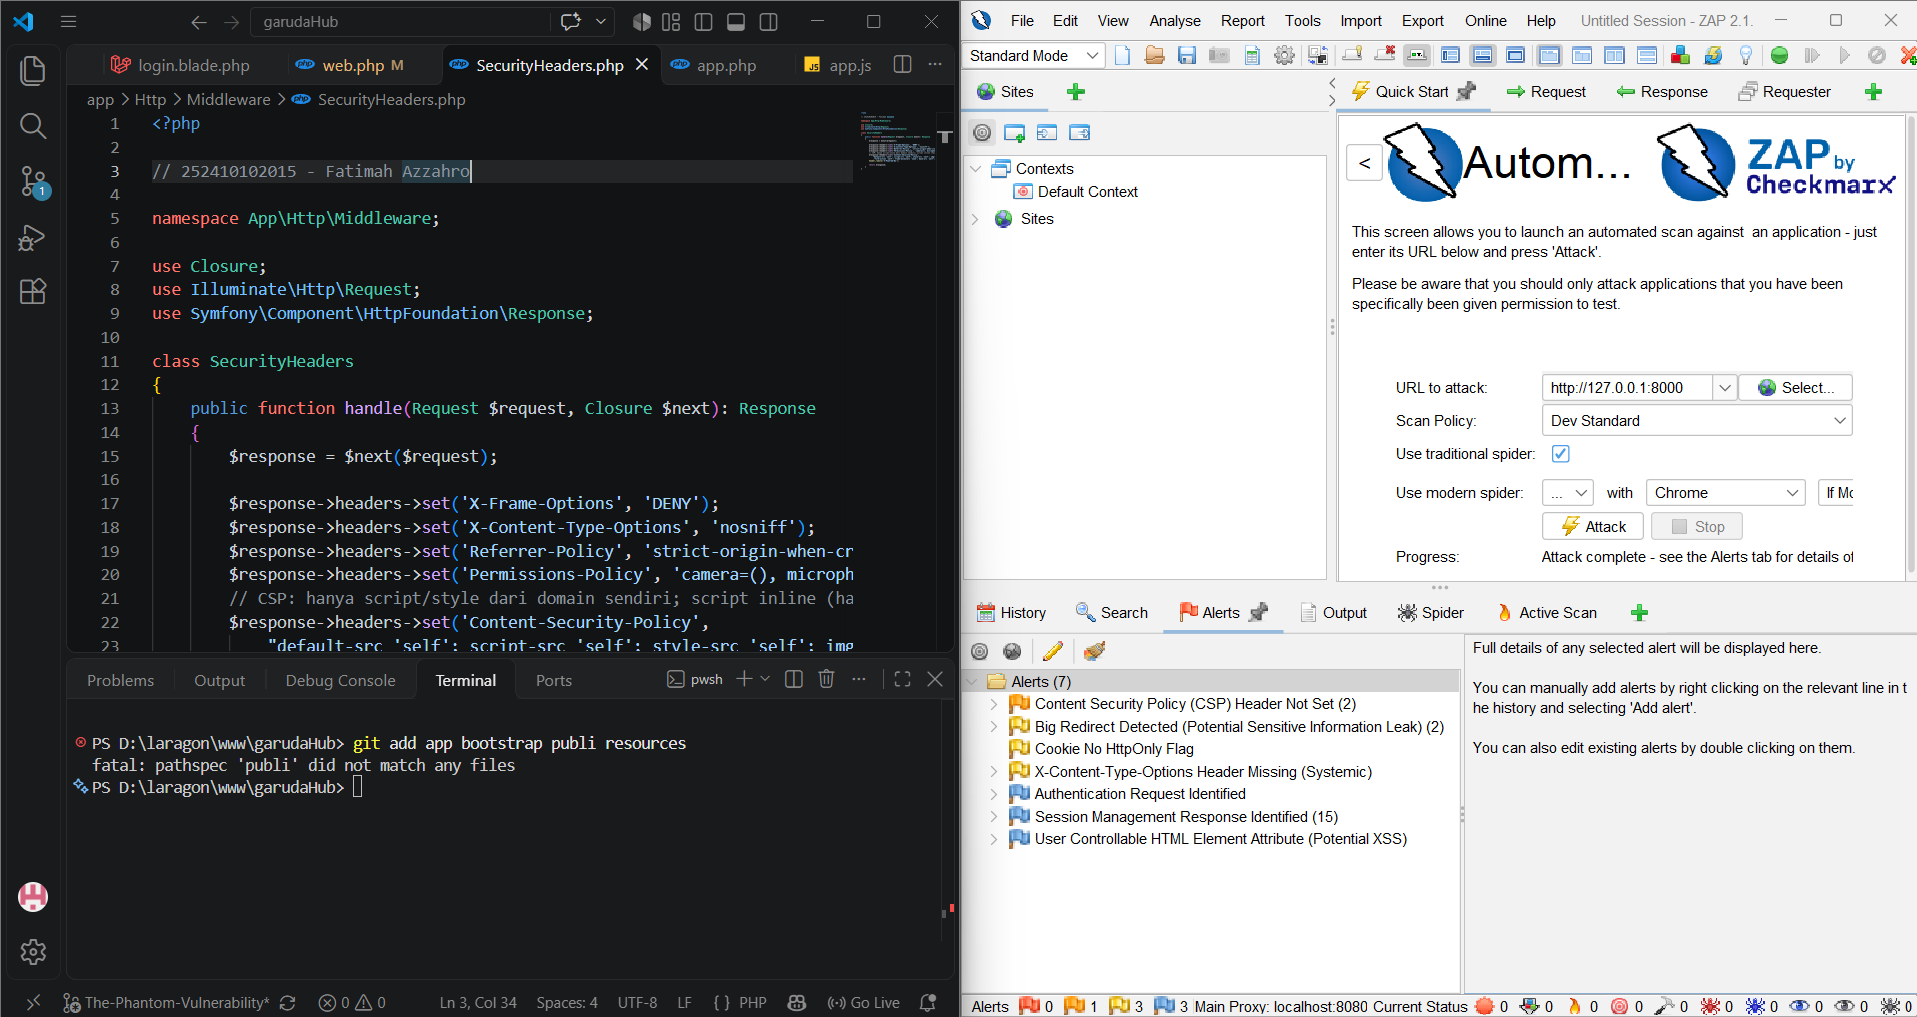 garudaHub
login.blade.php
web.php M
SecurityHeaders.php
app.php
app.js
app > Http > Middleware > SecurityHeaders.php
1 <?php
2
3 // 252410102015 - Fatimah Azzahro
4
5 namespace App\Http\Middleware;
6
7 use Closure;
8 use Illuminate\Http\Request;
9 use Symfony\Component\HttpFoundation\Response;
10
11 class SecurityHeaders
12 {
13 public function handle(Request $request, Closure $next): Response
14 {
15 $response = $next($request);
16
17 $response->headers->set('X-Frame-Options', 'DENY');
18 $response->headers->set('X-Content-Type-Options', 'nosniff');
19 $response->headers->set('Referrer-Policy', 'strict-origin-when-cr
20 $response->headers->set('Permissions-Policy', 'camera=(), microph
21 // CSP: hanya script/style dari domain sendiri; script inline (ha
22 $response->headers->set('Content-Security-Policy',
23 "default-src 'self'; script-src 'self'; style-src 'self'; img
Problems
Output
Debug Console
Terminal
Ports
pwsh
PS D:\laragon\www\garudaHub> git add app bootstrap publi resources
fatal: pathspec 'publi' did not match any files
PS D:\laragon\www\garudaHub>
1
The-Phantom-Vulnerability*
0 0
Ln 3, Col 34
Spaces: 4
UTF-8
LF
{ } PHP
Go Live
File Edit View Analyse Report Tools Import Export Online Help
Untitled Session - ZAP 2.1.
Standard Mode
Sites
Quick Start
Request
Response
Requester
Contexts
Default Context
Sites
<
Autom...
ZAP by
Checkmarx
This screen allows you to launch an automated scan against an application - just
enter its URL below and press 'Attack'.
Please be aware that you should only attack applications that you have been
specifically been given permission to test.
URL to attack: http://127.0.0.1:8000 Select...
Scan Policy: Dev Standard
Use traditional spider:
Use modern spider: ... with Chrome If Mo
Attack Stop
Progress: Attack complete - see the Alerts tab for details of
History
Search
Alerts
Output
Spider
Active Scan
Alerts (7)
Content Security Policy (CSP) Header Not Set (2)
Big Redirect Detected (Potential Sensitive Information Leak) (2)
Cookie No HttpOnly Flag
X-Content-Type-Options Header Missing (Systemic)
Authentication Request Identified
Session Management Response Identified (15)
User Controllable HTML Element Attribute (Potential XSS)
Full details of any selected alert will be displayed here.
You can manually add alerts by right clicking on the relevant line in t
he history and selecting 'Add alert'.
You can also edit existing alerts by double clicking on them.
Alerts 0 1 3 3 Main Proxy: localhost:8080 Current Status 0 0 0 0 0 0 0 0 0 0